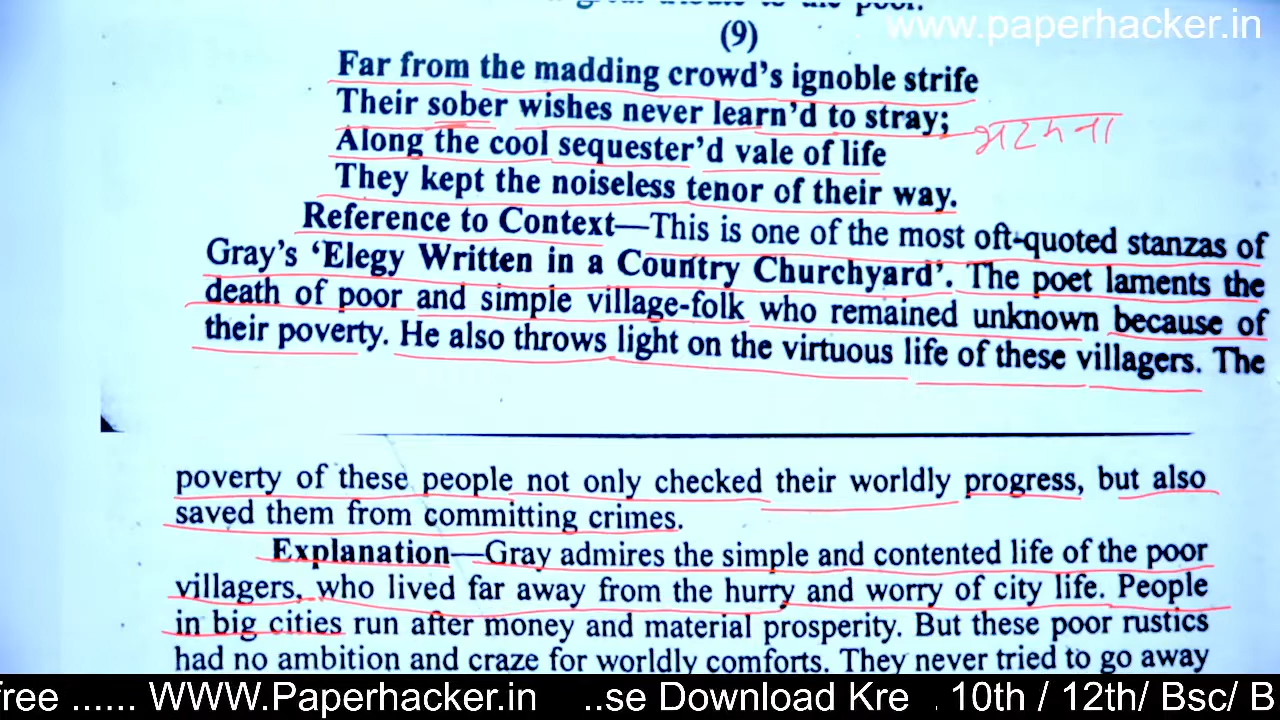 great tribute to the poor.
www.paperhacker.in
(9)
Far from the madding crowd's ignoble strife
Their sober wishes never learn'd to stray;
भटकना
Along the cool sequester'd vale of life
They kept the noiseless tenor of their way.
Reference to Context—This is one of the most oft-quoted stanzas of
Gray's 'Elegy Written in a Country Churchyard'. The poet laments the
death of poor and simple village-folk who remained unknown because of
their poverty. He also throws light on the virtuous life of these villagers. The
poverty of these people not only checked their worldly progress, but also
saved them from committing crimes.
Explanation—Gray admires the simple and contented life of the poor
villagers, who lived far away from the hurry and worry of city life. People
in big cities run after money and material prosperity. But these poor rustics
had no ambition and craze for worldly comforts. They never tried to go away
free ...... WWW.Paperhacker.in ..se Download Kre . 10th / 12th/ Bsc/ B